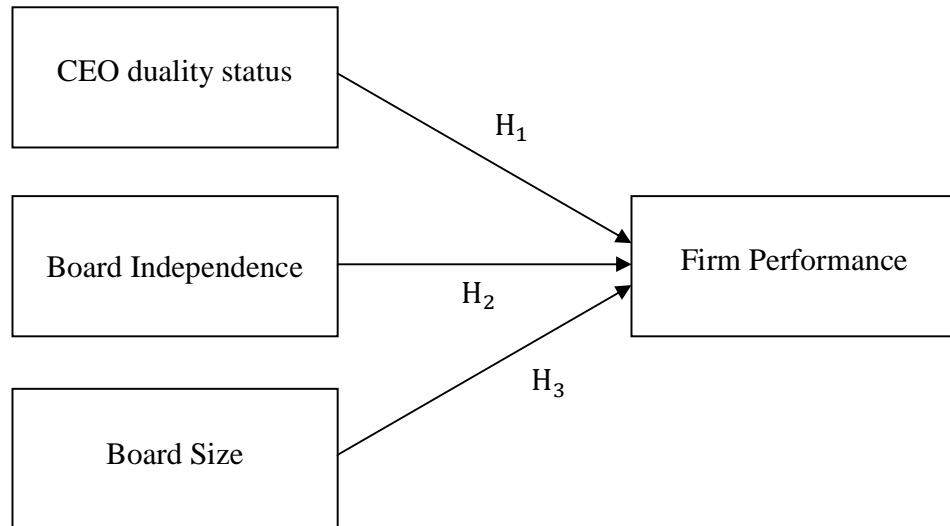 CEO duality status
H₁
Board Independence
Firm Performance
H₂
H₃
Board Size